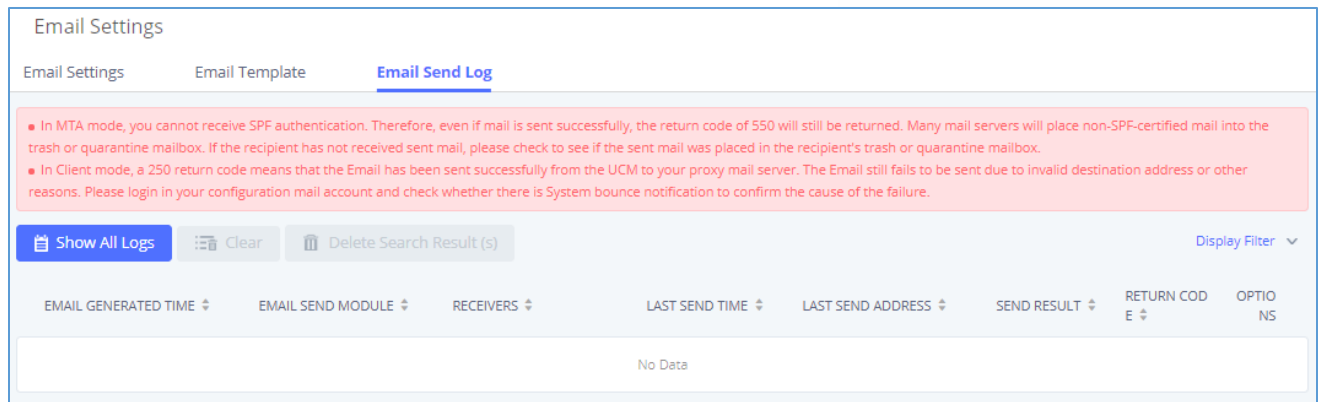 Email Settings
Email Settings Email Template Email Send Log
• In MTA mode, you cannot receive SPF authentication. Therefore, even if mail is sent successfully, the return code of 550 will still be returned. Many mail servers will place non-SPF-certified mail into the
trash or quarantine mailbox. If the recipient has not received sent mail, please check to see if the sent mail was placed in the recipient's trash or quarantine mailbox.
• In Client mode, a 250 return code means that the Email has been sent successfully from the UCM to your proxy mail server. The Email still fails to be sent due to invalid destination address or other
reasons. Please login in your configuration mail account and check whether there is System bounce notification to confirm the cause of the failure.
Show All Logs Clear Delete Search Result (s) Display Filter
EMAIL GENERATED TIME EMAIL SEND MODULE RECEIVERS LAST SEND TIME LAST SEND ADDRESS SEND RESULT RETURN COD OPTIO
E NS
No Data